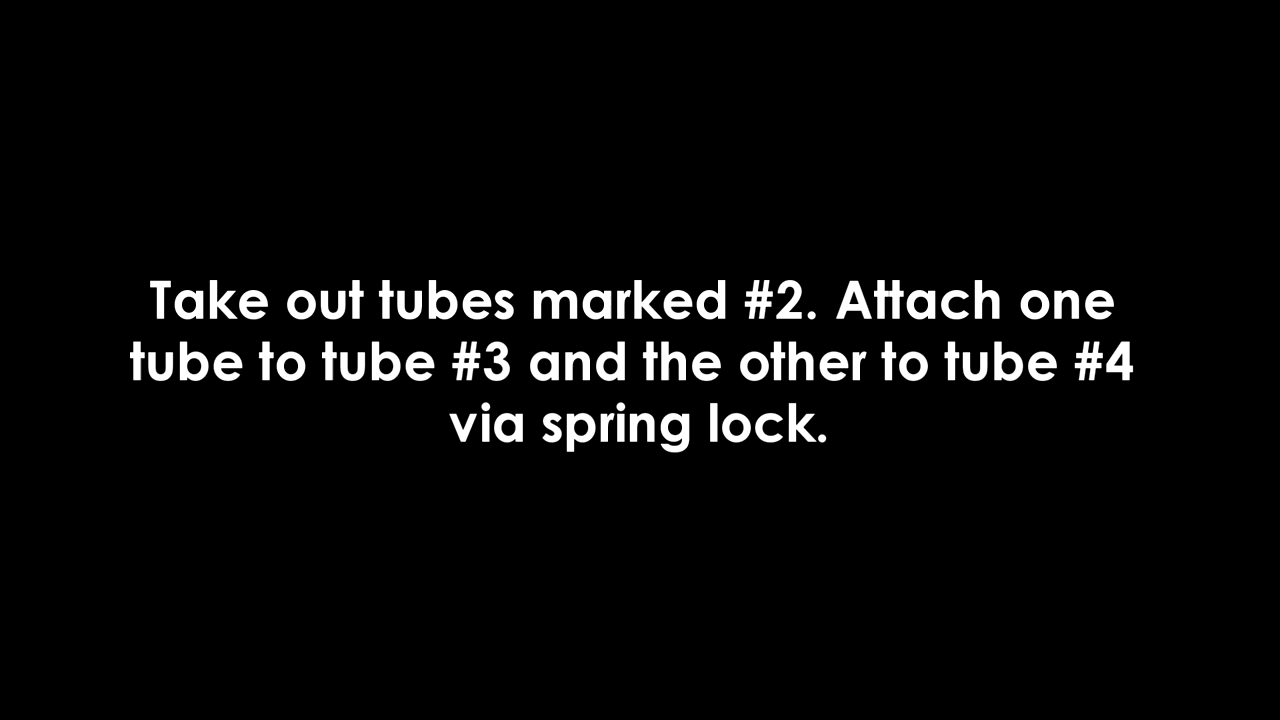 Take out tubes marked #2. Attach one
tube to tube #3 and the other to tube #4
via spring lock.